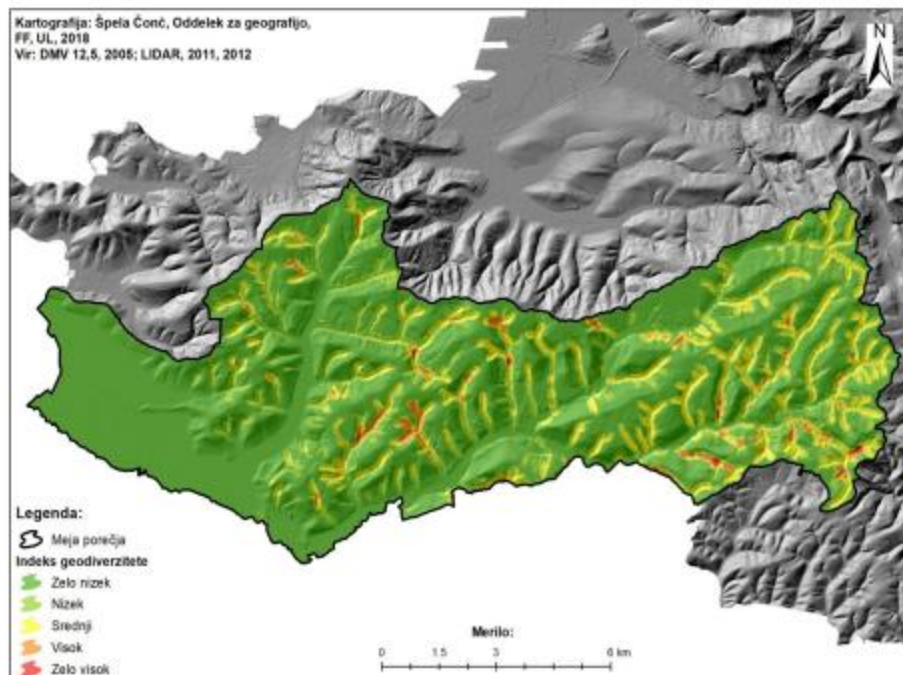 Kartografija: Špela Čonč, Oddelek za geografijo,
FF, UL, 2018
Vir: DMV 12,5, 2005; LIDAR, 2011, 2012
N
Legenda:
Meja porečja
Indeks geodiverzitete
Zelo nizek
Nizek
Srednji
Visok
Zelo visok
Merilo:
0 1.5 3 6 km